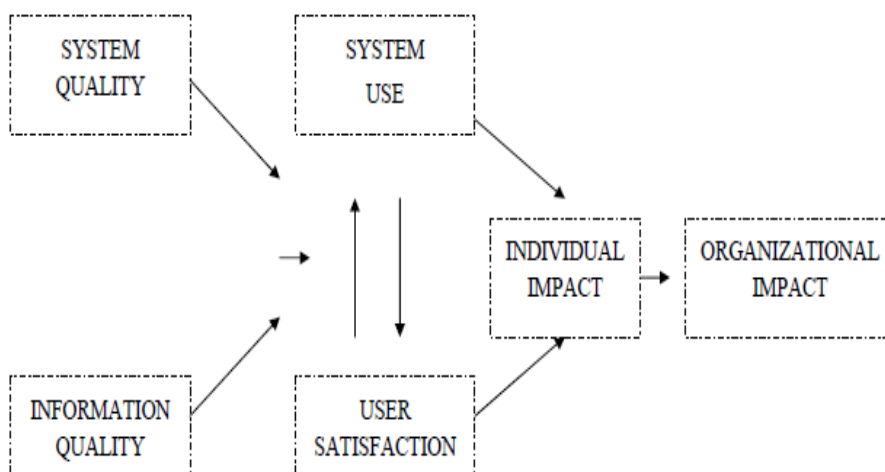 SYSTEM
QUALITY
SYSTEM
USE
INDIVIDUAL
IMPACT
ORGANIZATIONAL
IMPACT
INFORMATION
QUALITY
USER
SATISFACTION